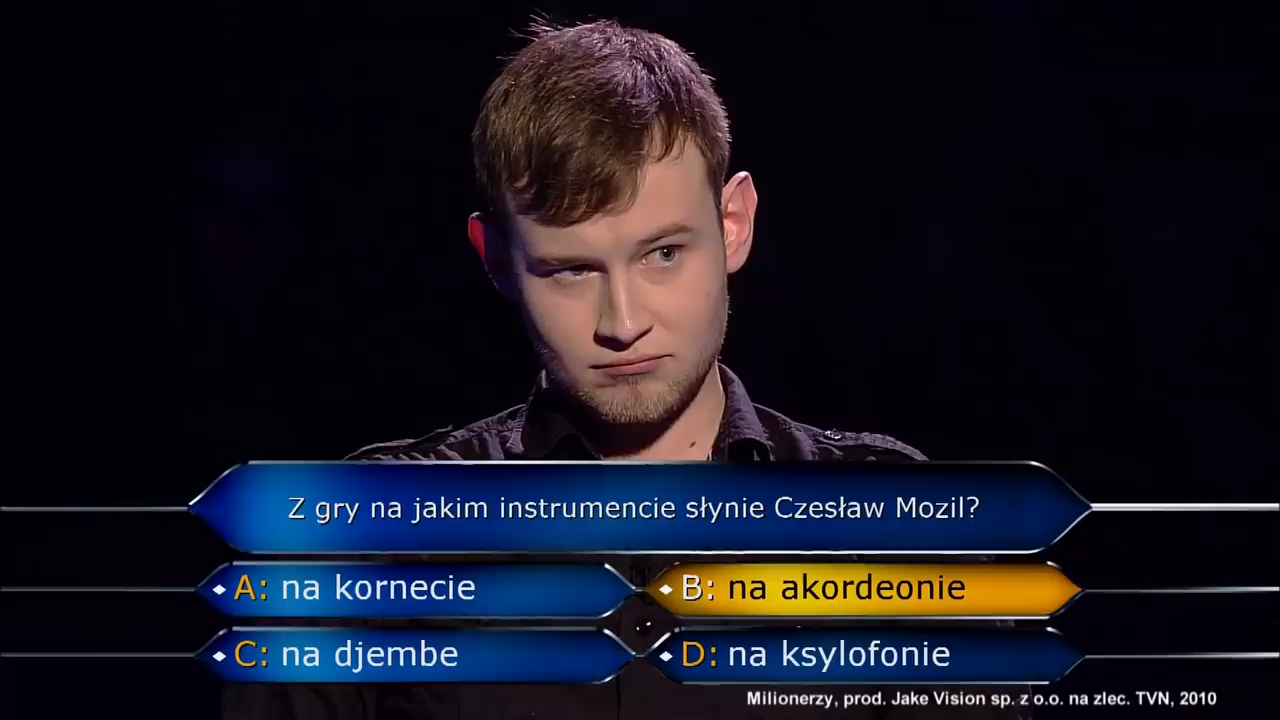 Z gry na jakim instrumencie słynie Czesław Mozil?
A: na kornecie
B: na akordeonie
C: na djembe
D: na ksylofonie
Milionerzy, prod. Jake Vision sp. z o.o. na zlec. TVN, 2010